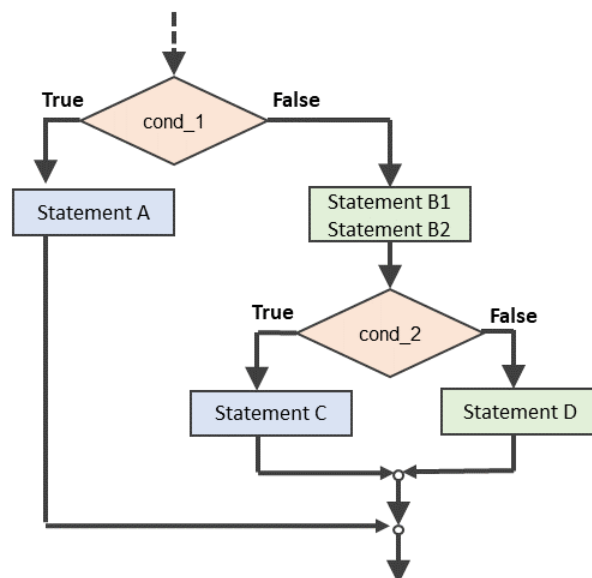 True
False
cond_1
Statement A
Statement B1
Statement B2
True
False
cond_2
Statement C
Statement D